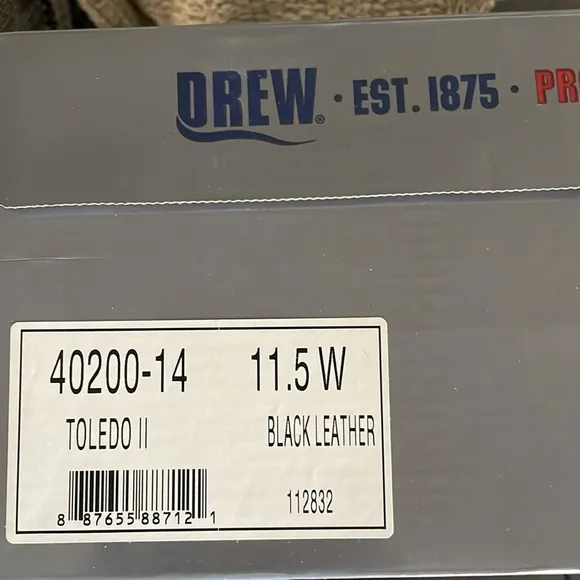 DREW® · EST. 1875 ·
40200-14 11.5 W
TOLEDO II BLACK LEATHER
8 87655 88712 1 112832